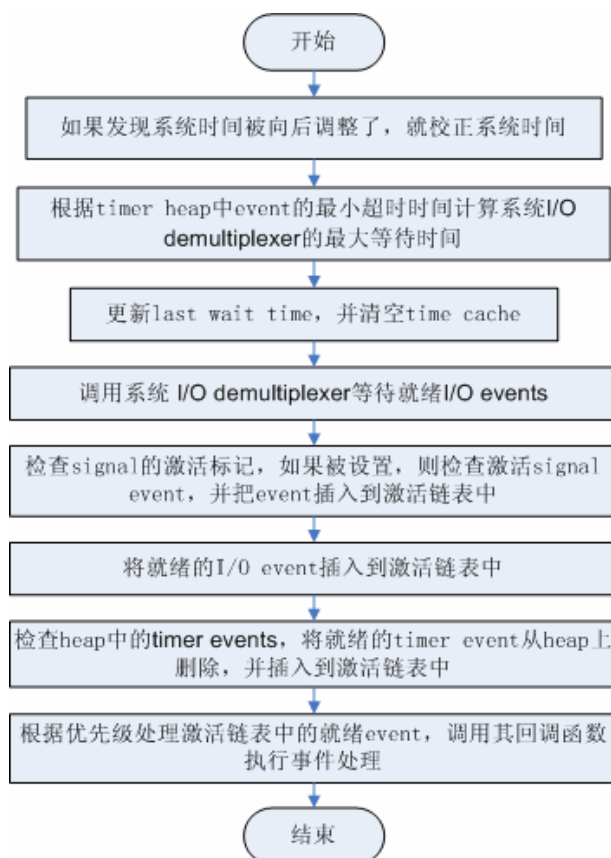 开始
如果发现系统时间被向后调整了，就校正系统时间
根据timer heap中event的最小超时时间计算系统I/O
demultiplexer的最大等待时间
更新last wait time，并清空time cache
调用系统 I/O demultiplexer等待就绪I/O events
检查signal的激活标记，如果被设置，则检查激活signal
event，并把event插入到激活链表中
将就绪的I/O event插入到激活链表中
检查heap中的timer events，将就绪的timer event从heap上
删除，并插入到激活链表中
根据优先级处理激活链表中的就绪event，调用其回调函数
执行事件处理
结束